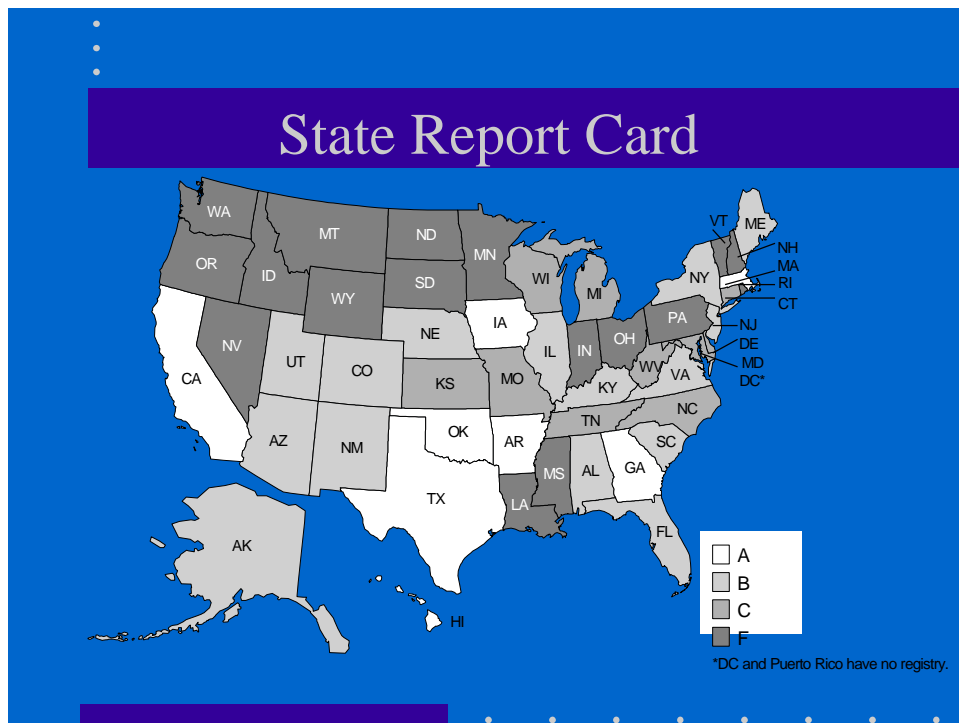 State Report Card
WA
MT
ND
MN
OR
ID
WY
SD
WI
MI
NY
VT
ME
NH
MA
RI
CT
NV
UT
NE
IA
IL
IN
OH
PA
NJ
DE
MD
DC*
CA
CO
KS
MO
KY
WV
VA
AZ
NM
OK
AR
TN
NC
SC
TX
LA
MS
AL
GA
FL
AK
HI
A
B
C
F
*DC and Puerto Rico have no registry.